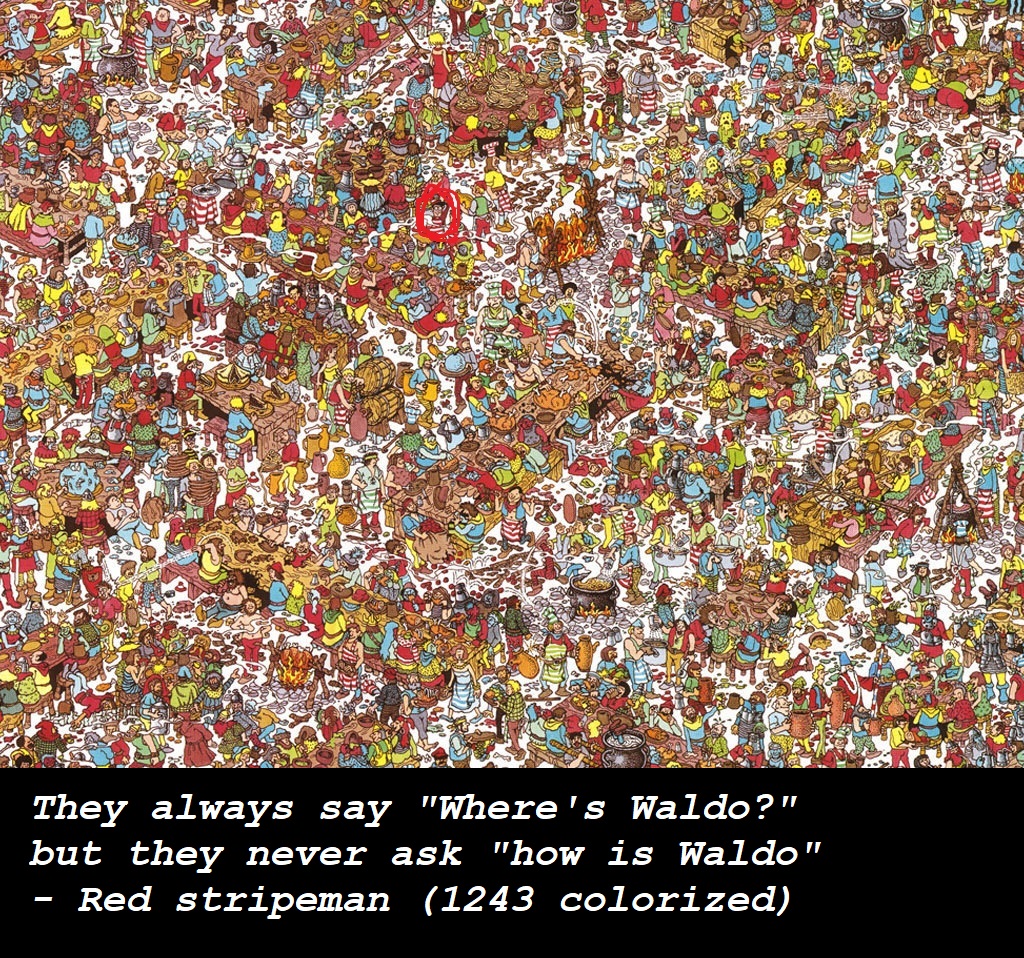 They always say "Where's Waldo?"
but they never ask "how is Waldo"
- Red stripeman (1243 colorized)